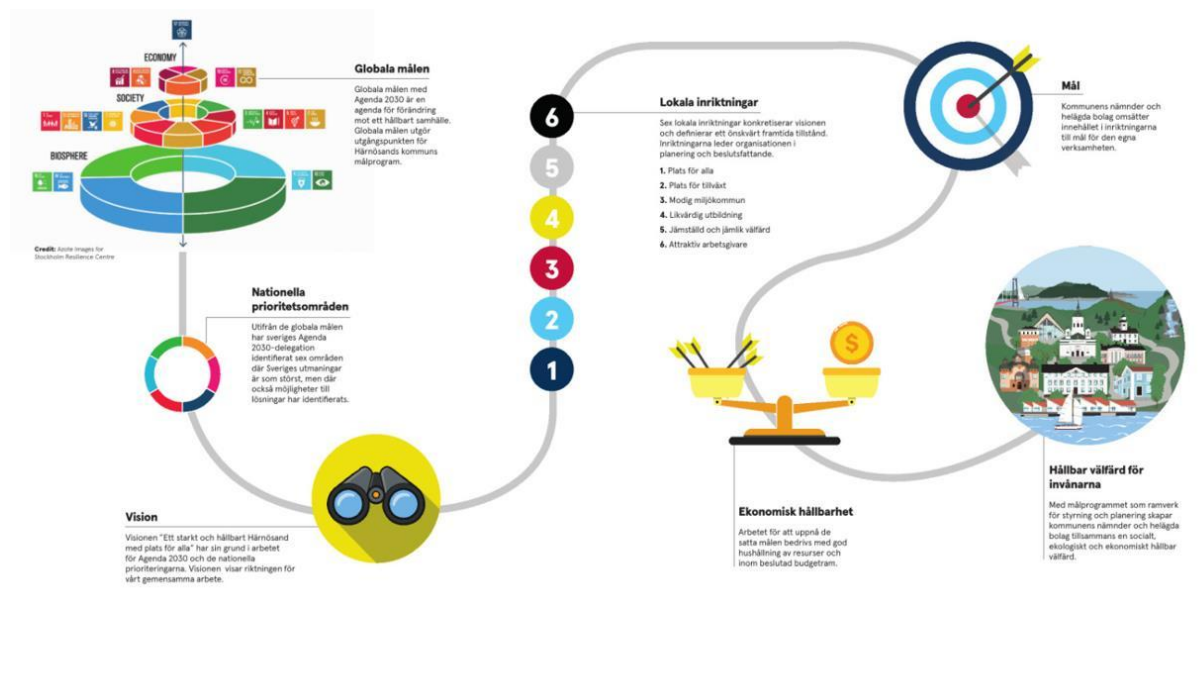 ECONOMY
SOCIETY
BIOSPHERE
Credit: Azote Images for
Stockholm Resilience Centre
Globala målen
Globala målen med
Agenda 2030 är en
agenda för förändring
mot ett hållbart samhälle.
Globala målen utgör
utgångspunkten för
Härnösands kommuns
målprogram.
Nationella
prioritetsområden
Utifrån de globala målen
har sveriges Agenda
2030-delegation
identifierat sex områden
där Sveriges utmaningar
är som störst, men där
också möjligheter till
lösningar har identifierats.
Vision
Visionen "Ett starkt och hållbart Härnösand
med plats för alla" har sin grund i arbetet
för Agenda 2030 och de nationella
prioriteringarna. Visionen visar riktningen för
vårt gemensamma arbete.
6
5
4
3
2
1
Lokala inriktningar
Sex lokala inriktningar konkretiserar visionen
och definierar ett önskvärt framtida tillstånd.
Inriktningarna leder organisationen i
planering och beslutsfattande.
1. Plats för alla
2. Plats för tillväxt
3. Modig miljökommun
4. Likvärdig utbildning
5. Jämställd och jämlik välfärd
6. Attraktiv arbetsgivare
Mål
Kommunens nämnder och
helägda bolag omsätter
innehållet i inriktningarna
till mål för den egna
verksamheten.
$
Ekonomisk hållbarhet
Arbetet för att uppnå de
satta målen bedrivs med god
hushållning av resurser och
inom beslutad budgetram.
Hållbar välfärd för
invånarna
Med målprogrammet som ramverk
för styrning och planering skapar
kommunens nämnder och helägda
bolag tillsammans en socialt,
ekologiskt och ekonomiskt hållbar
välfärd.